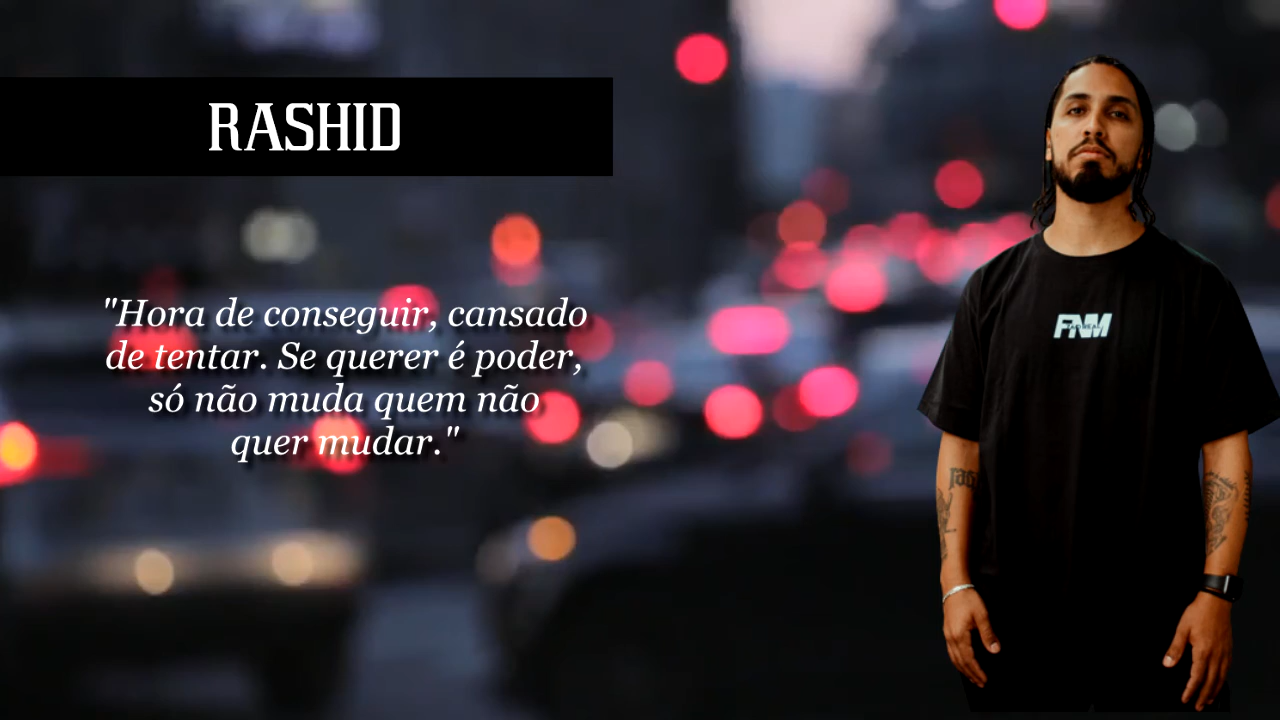 RASHID
"Hora de conseguir, cansado
de tentar. Se querer é poder,
só não muda quem não
quer mudar."
FNM